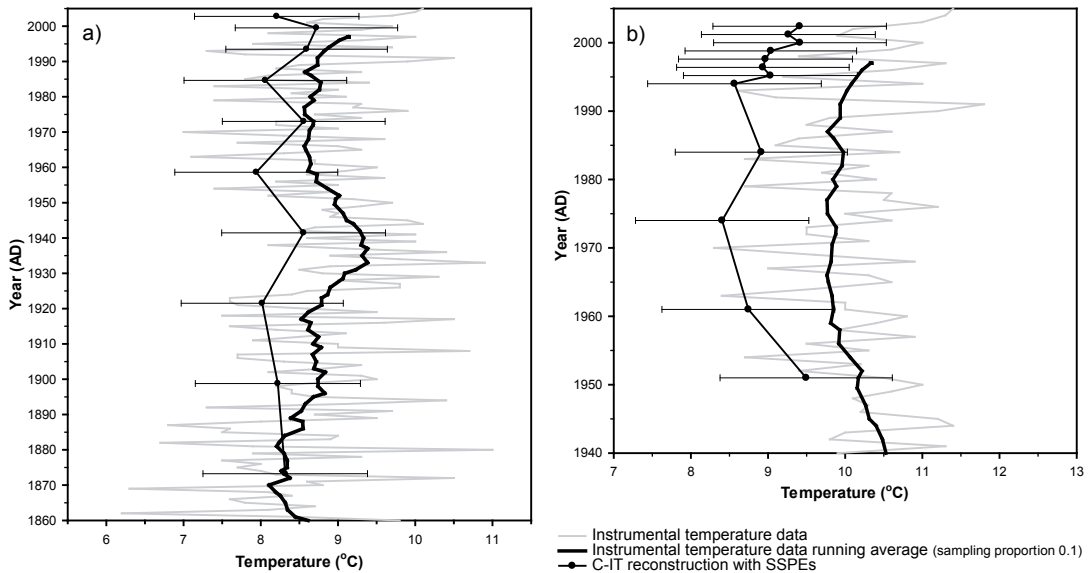 a)
2000
1990
1980
1970
1960
1950
1940
1930
1920
1910
1900
1890
1880
1870
1860
Year (AD)
6 7 8 9 10 11
Temperature (°C)
b)
2000
1990
1980
1970
1960
1950
1940
Year (AD)
7 8 9 10 11 12 13
Temperature (°C)
Instrumental temperature data
Instrumental temperature data running average (sampling proportion 0.1)
C-IT reconstruction with SSPEs